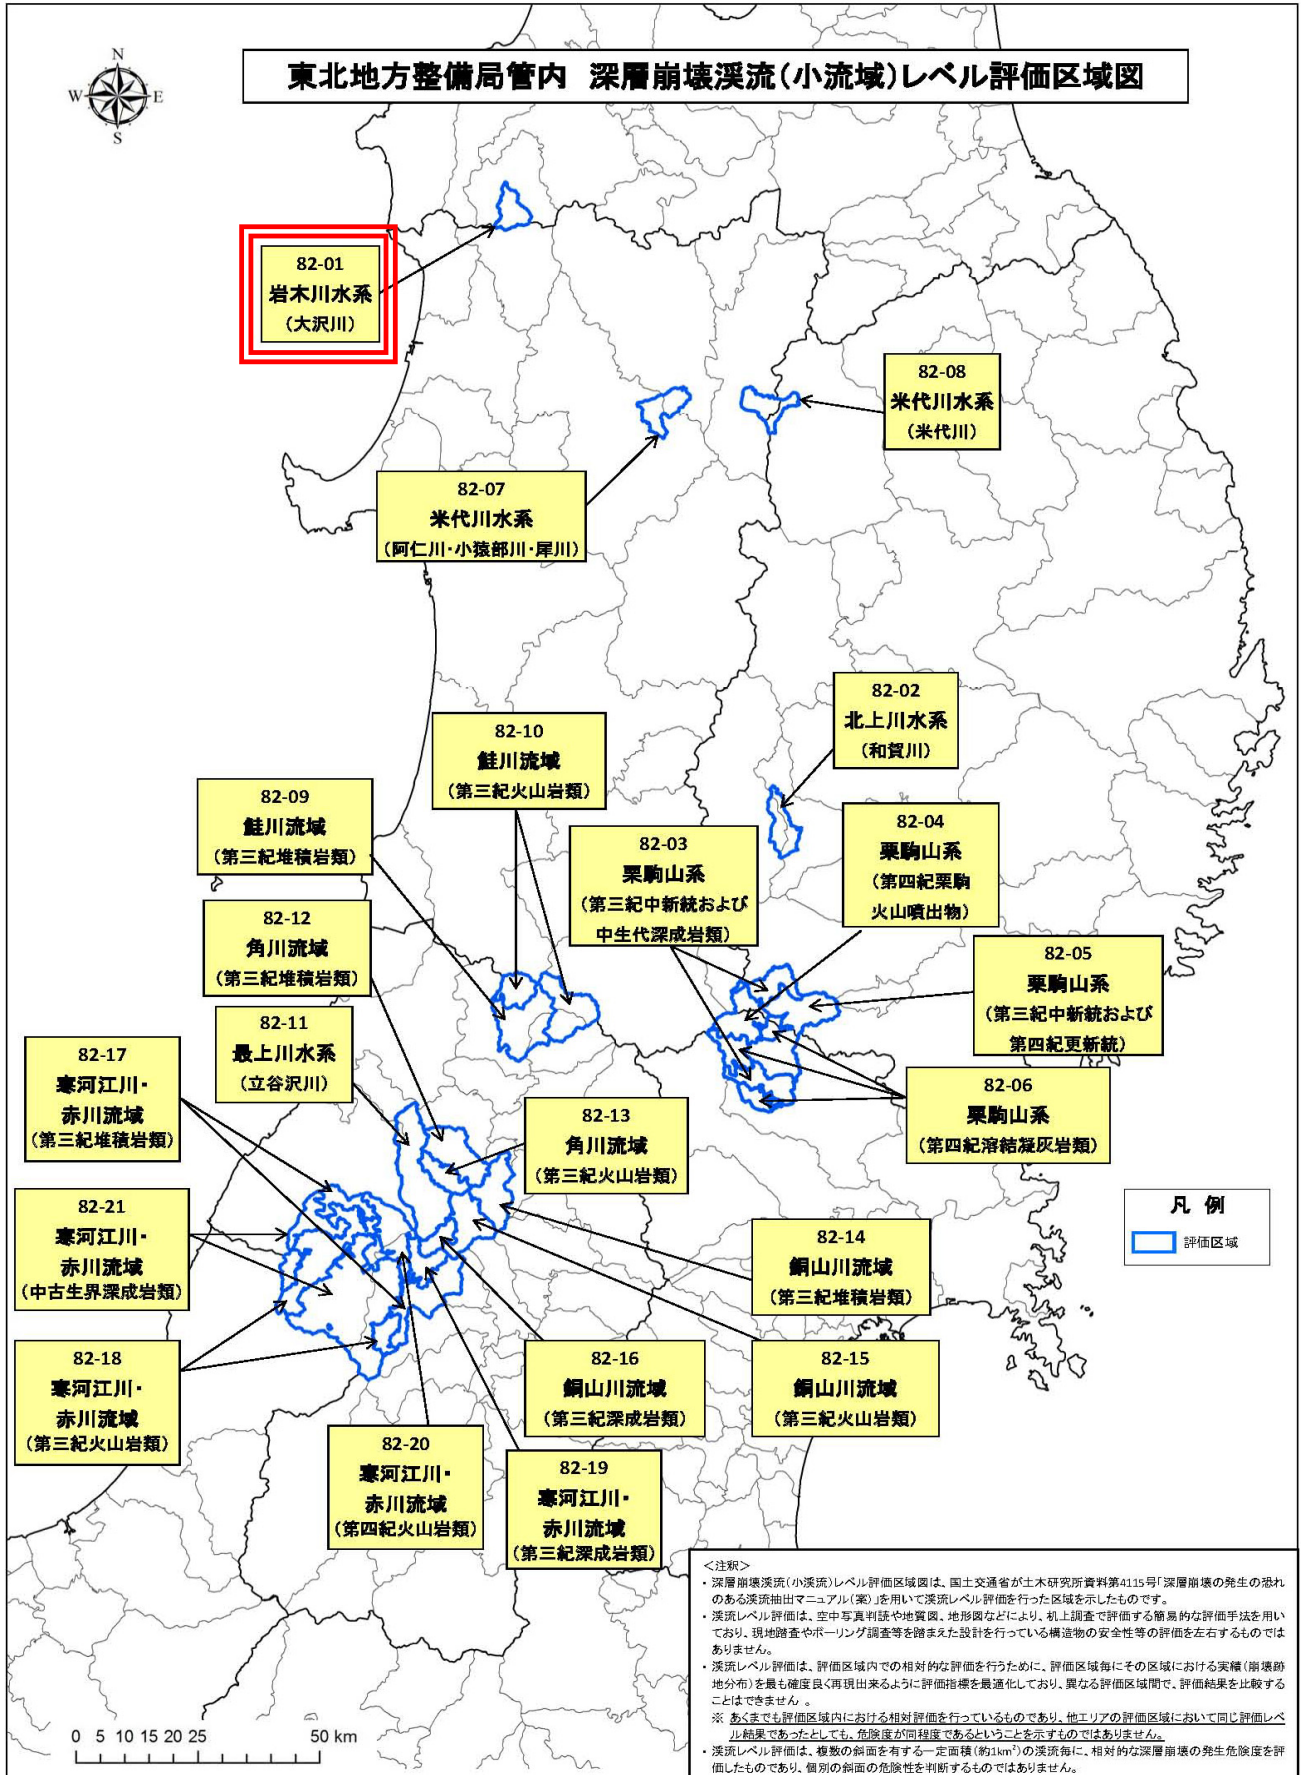 東北地方整備局管内 深層崩壊渓流(小流域)レベル評価区域図
N
W
E
S
82-01
岩木川水系
(大沢川)
82-08
米代川水系
(米代川)
82-07
米代川水系
(阿仁川・小猿部川・犀川)
82-02
北上川水系
(和賀川)
82-10
鮭川流域
(第三紀火山岩類)
82-09
鮭川流域
(第三紀堆積岩類)
82-03
栗駒山系
(第三紀中新統および
中生代深成岩類)
82-04
栗駒山系
(第四紀栗駒
火山噴出物)
82-12
角川流域
(第三紀堆積岩類)
82-05
栗駒山系
(第三紀中新統および
第四紀更新統)
82-11
最上川水系
(立谷沢川)
82-17
寒河江川・
赤川流域
(第三紀堆積岩類)
82-06
栗駒山系
(第四紀溶結凝灰岩類)
82-13
角川流域
(第三紀火山岩類)
82-21
寒河江川・
赤川流域
(中古生界深成岩類)
凡 例
評価区域
82-14
銅山川流域
(第三紀堆積岩類)
82-18
寒河江川・
赤川流域
(第三紀火山岩類)
82-16
銅山川流域
(第三紀深成岩類)
82-15
銅山川流域
(第三紀火山岩類)
82-20
寒河江川・
赤川流域
(第四紀火山岩類)
82-19
寒河江川・
赤川流域
(第三紀深成岩類)
0 5 10 15 20 25 50 km
<注釈>
・深層崩壊渓流(小渓流)レベル評価区域図は、国土交通省が土木研究所資料第4115号「深層崩壊の発生の恐れ
のある渓流抽出マニュアル(案)」を用いて渓流レベル評価を行った区域を示したものです。
・渓流レベル評価は、空中写真判読や地質図、地形図などにより、机上調査で評価する簡易的な評価手法を用い
ており、現地踏査やボーリング調査等を踏まえた設計を行っている構造物の安全性等の評価を左右するものでは
ありません。
・渓流レベル評価は、評価区域内での相対的な評価を行うために、評価区域毎にその区域における実績(崩壊跡
地分布)を最も確度良く再現出来るように評価指標を最適化しており、異なる評価区域間で、評価結果を比較する
ことはできません 。
※ あくまでも評価区域内における相対評価を行っているものであり、他エリアの評価区域において同じ評価レベ
ル結果であったとしても、危険度が同程度であるということを示すものではありません。
・渓流レベル評価は、複数の斜面を有する一定面積(約1km²)の渓流毎に、相対的な深層崩壊の発生危険度を評
価したものであり、個別の斜面の危険性を判断するものではありません。